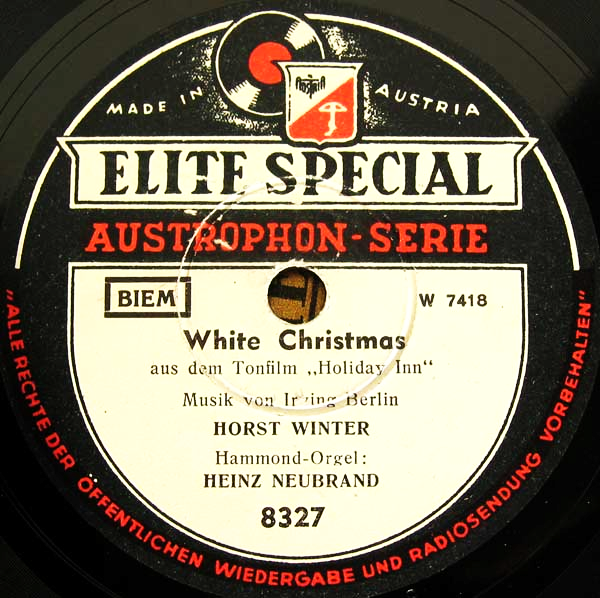 MADE IN AUSTRIA
AUSTRIA
ELITE SPECIAL
AUSTROPHON-SERIE
BIEM
W 7418
White Christmas
aus dem Tonfilm „Holiday Inn“
Musik von Irving Berlin
HORST WINTER
Hammond-Orgel:
HEINZ NEUBRAND
8327
„ALLE RECHTE DER ÖFFENTLICHEN WIEDERGABE UND RADIOSENDUNG VORBEHALTEN“